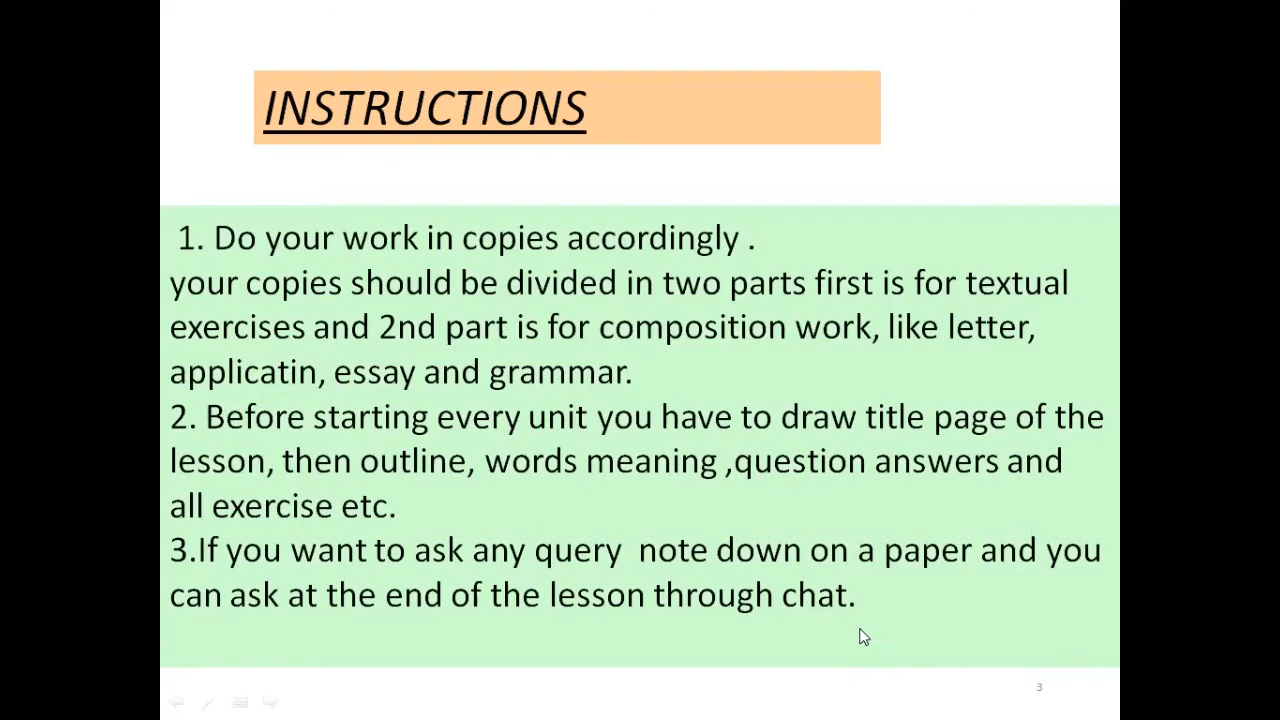 INSTRUCTIONS
1. Do your work in copies accordingly .
your copies should be divided in two parts first is for textual
exercises and 2nd part is for composition work, like letter,
applicatin, essay and grammar.
2. Before starting every unit you have to draw title page of the
lesson, then outline, words meaning ,question answers and
all exercise etc.
3.If you want to ask any query  note down on a paper and you
can ask at the end of the lesson through chat.
3